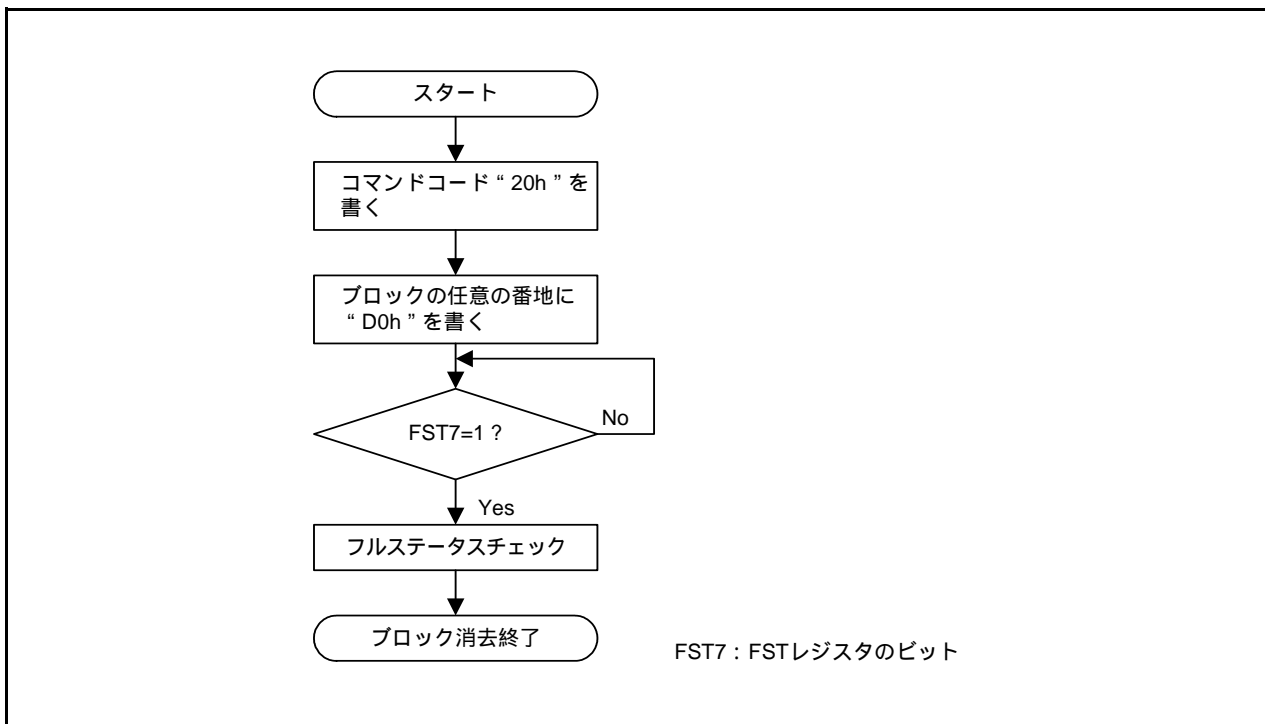 スタート
コマンドコード“20h”を
書く
ブロックの任意の番地に
“D0h”を書く
FST7=1?
No
Yes
フルステータスチェック
ブロック消去終了
FST7:FSTレジスタのビット